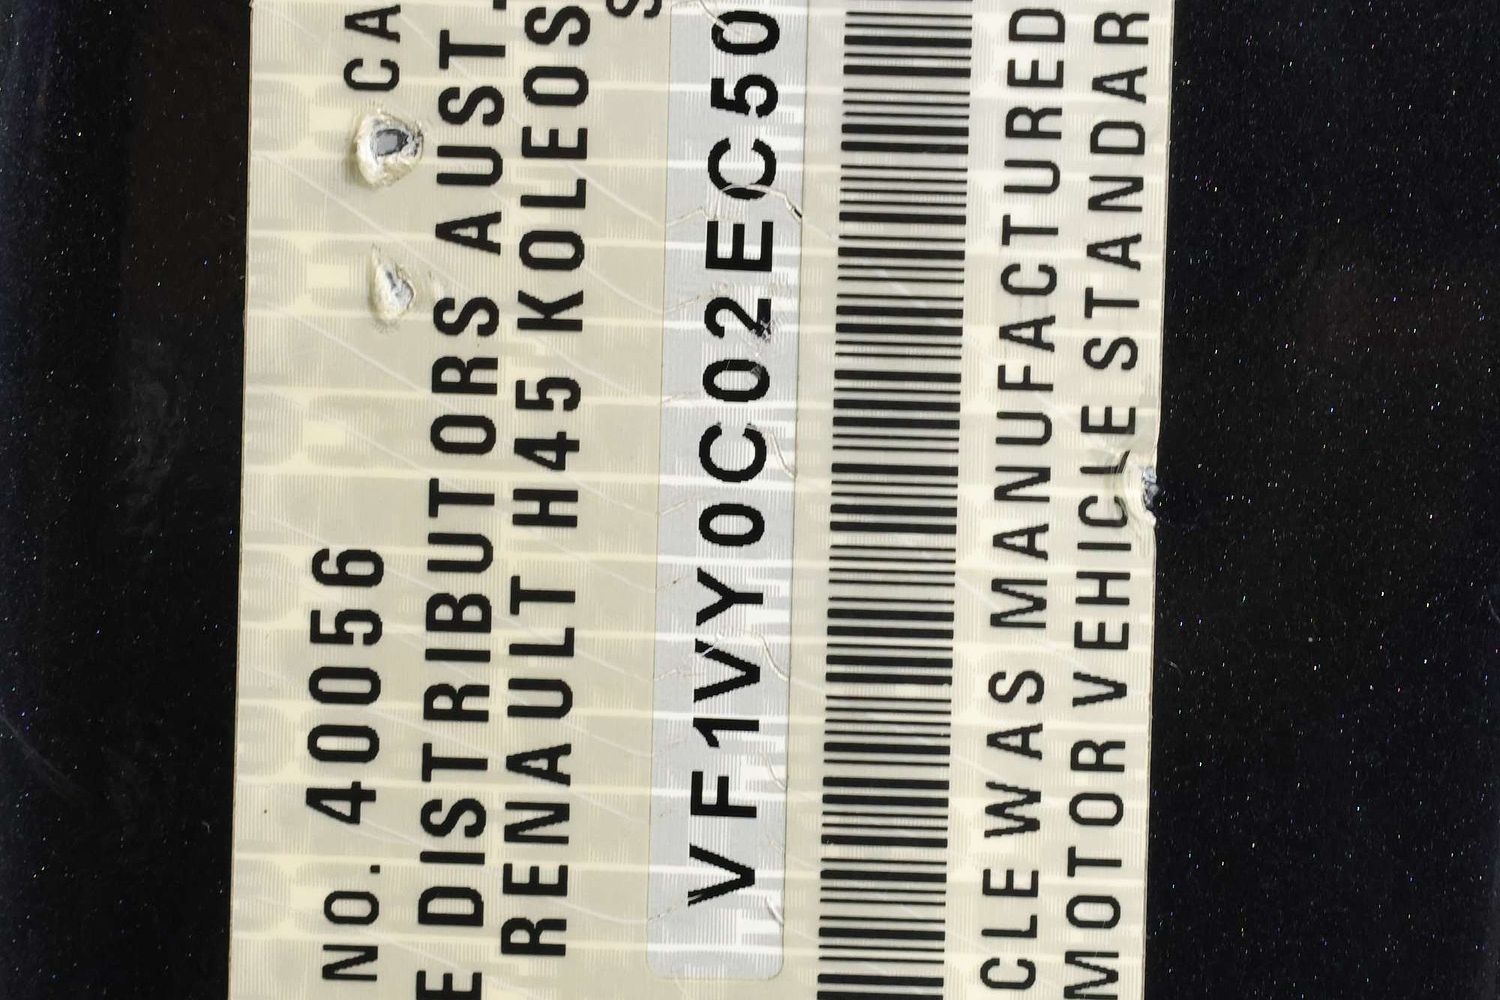 NO. 40056 CA
E DISTRIBUTORS AUST.
RENAULT H45 KOLEOS
VF1VY0C02EC50
CLE WAS MANUFACTURED
MOTOR VEHICLE STANDAR